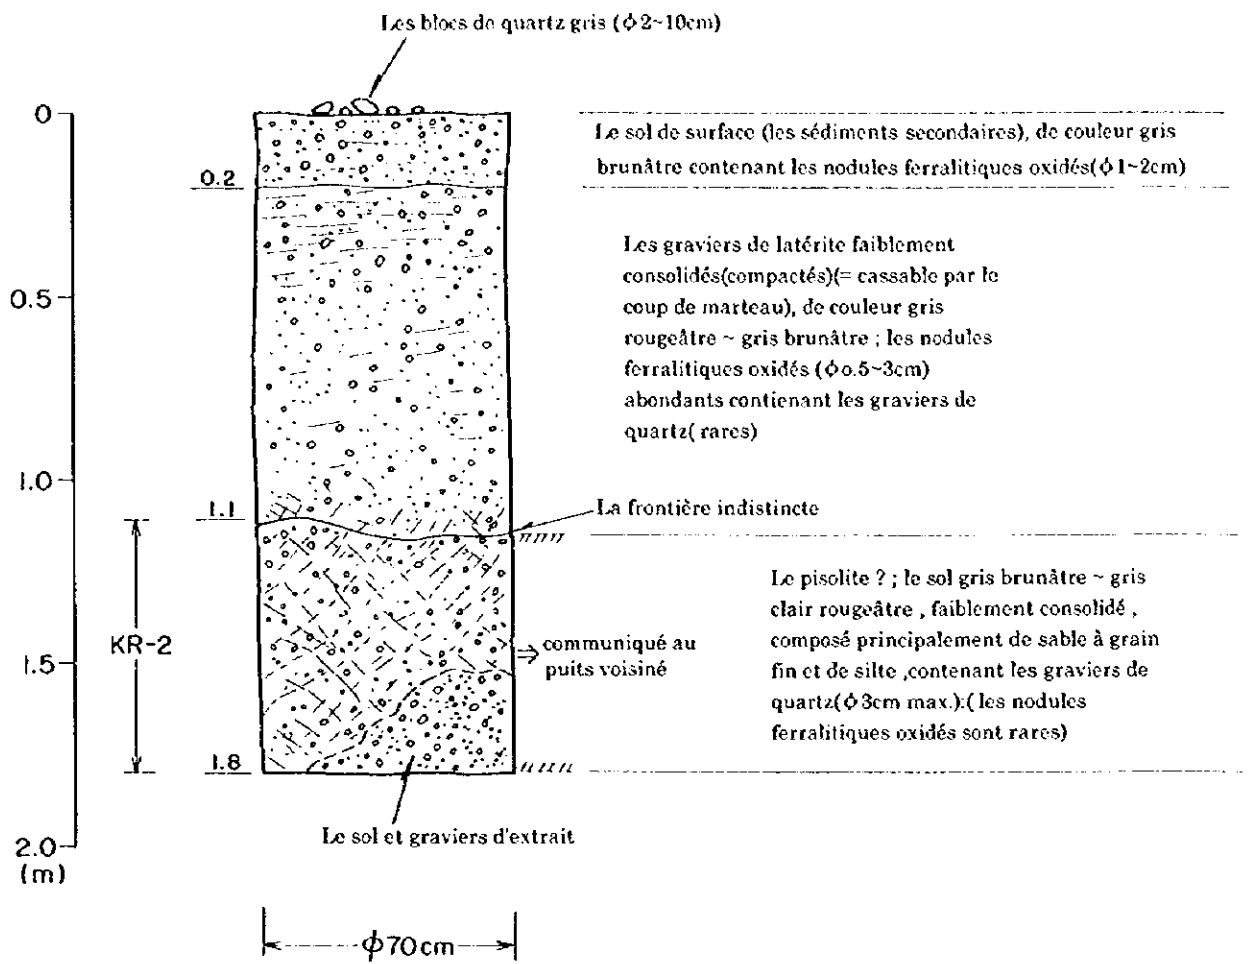 Les blocs de quartz gris (ϕ2~10cm)
0
Le sol de surface (les sédiments secondaires), de couleur gris
brunâtre contenant les nodules ferralitiques oxidés(ϕ1~2cm)
0.2
Les graviers de latérite faiblement
consolidés(compactés)(= cassable par le
coup de marteau), de couleur gris
rougeâtre ~ gris brunâtre ; les nodules
ferralitiques oxidés (ϕ0.5~3cm)
abondants contienant les graviers de
quartz( rares)
0.5
1.0
1.1
La frontière indistincte
Le pisolite ? ; le sol gris brunâtre ~ gris
clair rougeâtre , faiblement consolidé ,
composé principalement de sable à grain
fin et de silte ,contenant les graviers de
quartz(ϕ3cm max.):( les nodules
ferralitiques oxidés sont rares)
KR-2
communiqué au
puits voisiné
1.5
1.8
Le sol et graviers d'extrait
2.0
(m)
ϕ70cm